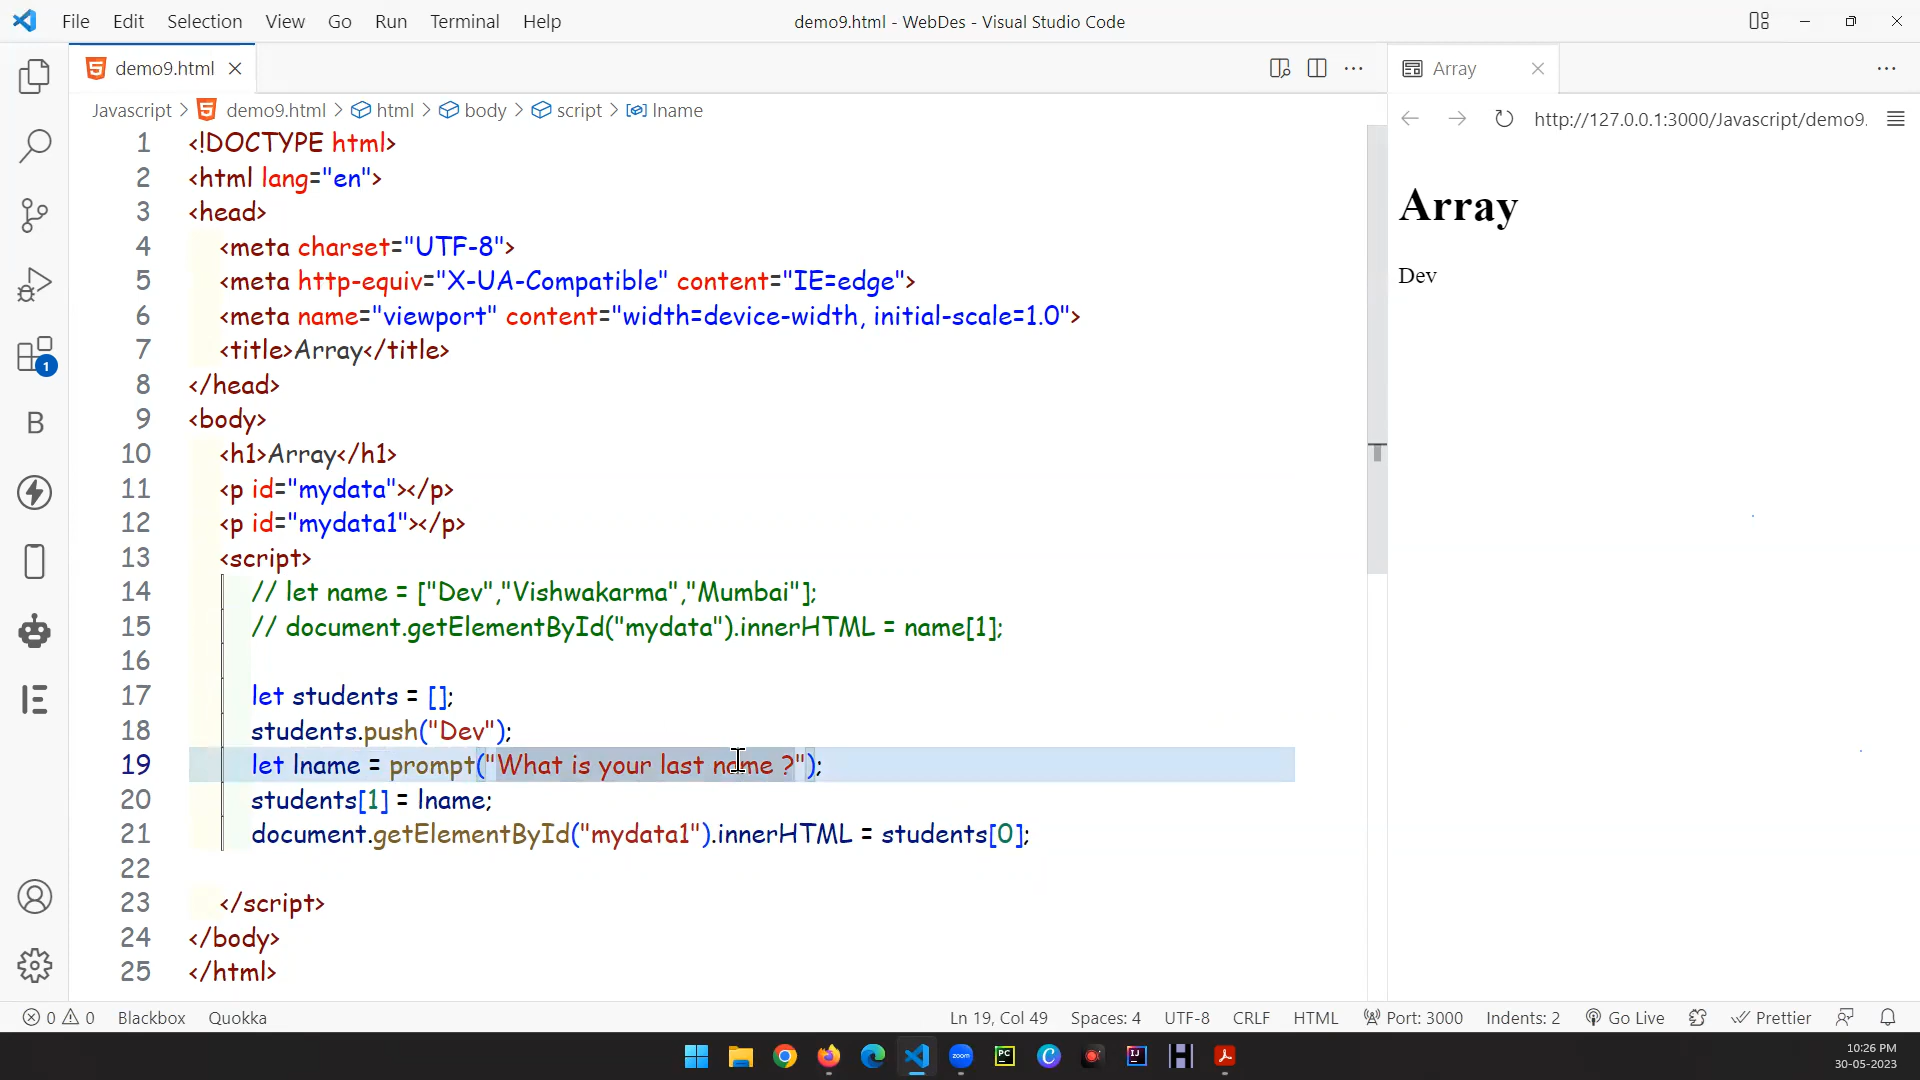 File Edit Selection View Go Run Terminal Help
demo9.html - WebDes - Visual Studio Code
demo9.html
Javascript > demo9.html > html > body > script > lname
1 <!DOCTYPE html>
2 <html lang="en">
3 <head>
4 <meta charset="UTF-8">
5 <meta http-equiv="X-UA-Compatible" content="IE=edge">
6 <meta name="viewport" content="width=device-width, initial-scale=1.0">
7 <title>Array</title>
8 </head>
9 <body>
10 <h1>Array</h1>
11 <p id="mydata"></p>
12 <p id="mydata1"></p>
13 <script>
14 // let name = ["Dev","Vishwakarma","Mumbai"];
15 // document.getElementById("mydata").innerHTML = name[1];
16
17 let students = [];
18 students.push("Dev");
19 let lname = prompt("What is your last name ?");
20 students[1] = lname;
21 document.getElementById("mydata1").innerHTML = students[0];
22
23 </script>
24 </body>
25 </html>
Array
http://127.0.0.1:3000/Javascript/demo9.
Array
Dev
1
B
0 0 Blackbox Quokka
Ln 19, Col 49 Spaces: 4 UTF-8 CRLF HTML Port: 3000 Indents: 2 Go Live Prettier
zoom
PC
IJ
10:26 PM
30-05-2023